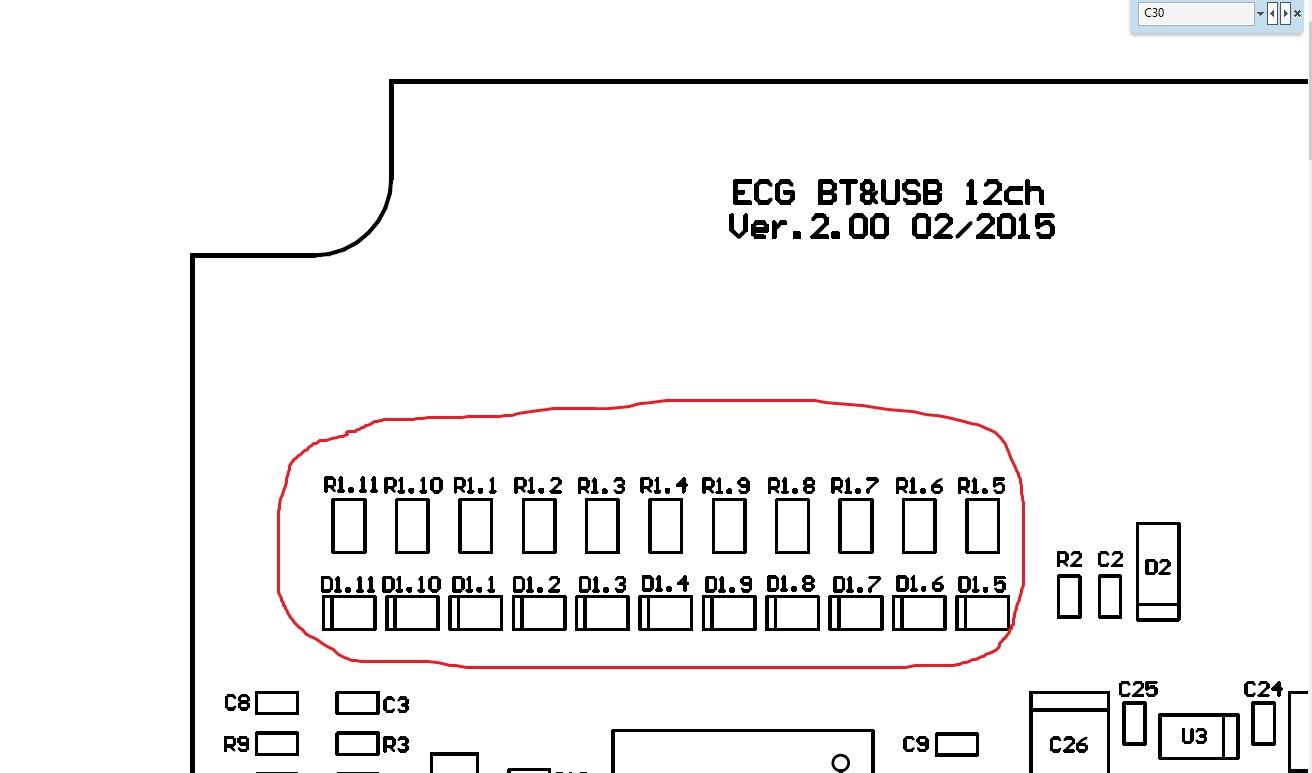 C30
ECG BT&USB 12ch
Ver.2.00 02/2015
R1.11 R1.10 R1.1 R1.2 R1.3 R1.4 R1.9 R1.8 R1.7 R1.6 R1.5
R2 C2 D2
D1.11 D1.10 D1.1 D1.2 D1.3 D1.4 D1.9 D1.8 D1.7 D1.6 D1.5
C8 C3 C25 C24
R9 R3 C9 C26 U3